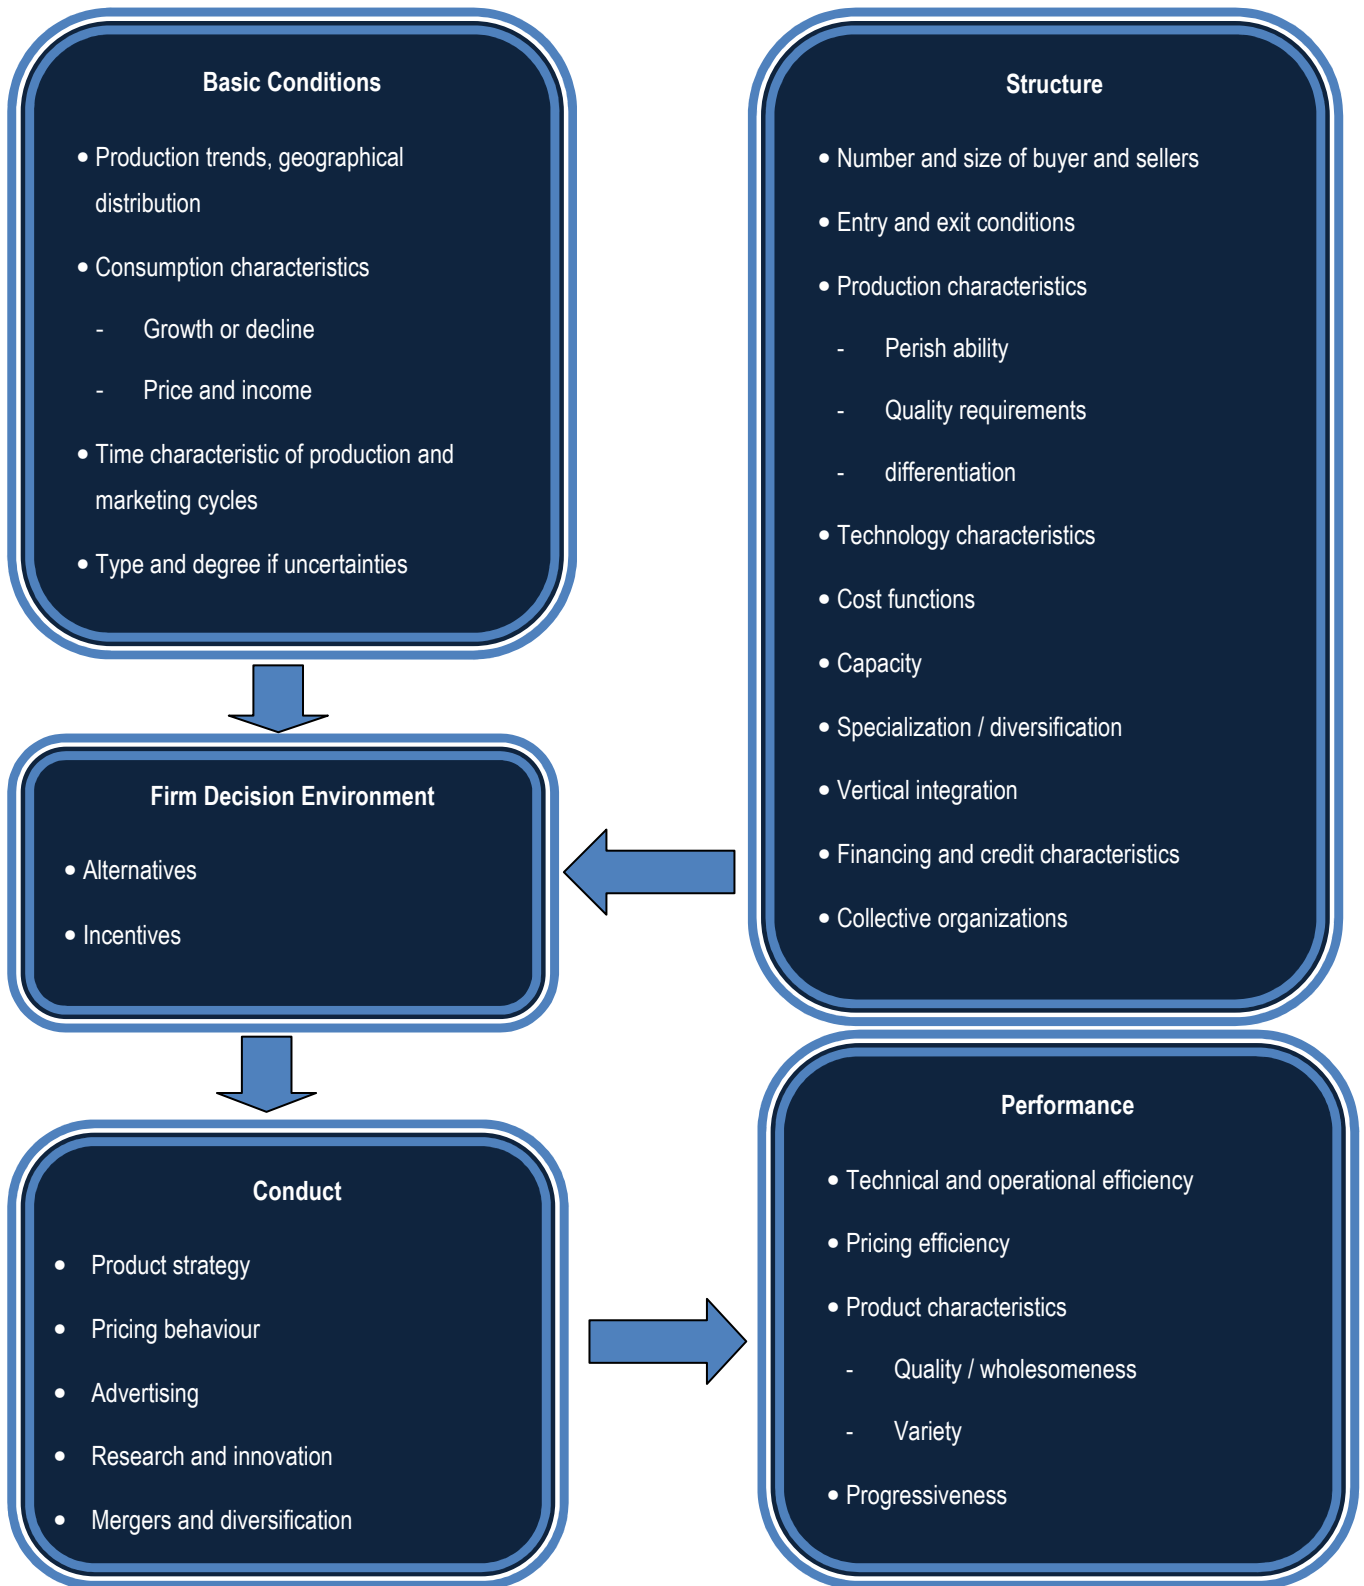 Basic Conditions
• Production trends, geographical
distribution
• Consumption characteristics
- Growth or decline
- Price and income
• Time characteristic of production and
marketing cycles
• Type and degree if uncertainties
Structure
• Number and size of buyer and sellers
• Entry and exit conditions
• Production characteristics
- Perish ability
- Quality requirements
- differentiation
• Technology characteristics
• Cost functions
• Capacity
• Specialization / diversification
• Vertical integration
• Financing and credit characteristics
• Collective organizations
Firm Decision Environment
• Alternatives
• Incentives
Conduct
• Product strategy
• Pricing behaviour
• Advertising
• Research and innovation
• Mergers and diversification
Performance
• Technical and operational efficiency
• Pricing efficiency
• Product characteristics
- Quality / wholesomeness
- Variety
• Progressiveness